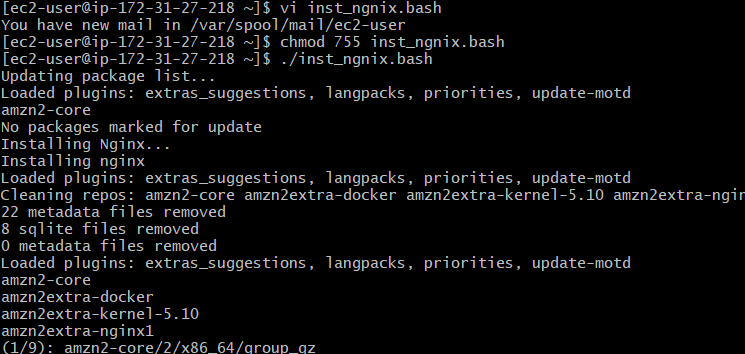 [ec2-user@ip-172-31-27-218 ~]$ vi inst_ngnix.bash
You have new mail in /var/spool/mail/ec2-user
[ec2-user@ip-172-31-27-218 ~]$ chmod 755 inst_ngnix.bash
[ec2-user@ip-172-31-27-218 ~]$ ./inst_ngnix.bash
Updating package list...
Loaded plugins: extras_suggestions, langpacks, priorities, update-motd
amzn2-core
No packages marked for update
Installing Nginx...
Installing nginx
Loaded plugins: extras_suggestions, langpacks, priorities, update-motd
Cleaning repos: amzn2-core amzn2extra-docker amzn2extra-kernel-5.10 amzn2extra-ngin
22 metadata files removed
8 sqlite files removed
0 metadata files removed
Loaded plugins: extras_suggestions, langpacks, priorities, update-motd
amzn2-core
amzn2extra-docker
amzn2extra-kernel-5.10
amzn2extra-nginx1
(1/9): amzn2-core/2/x86_64/group_gz